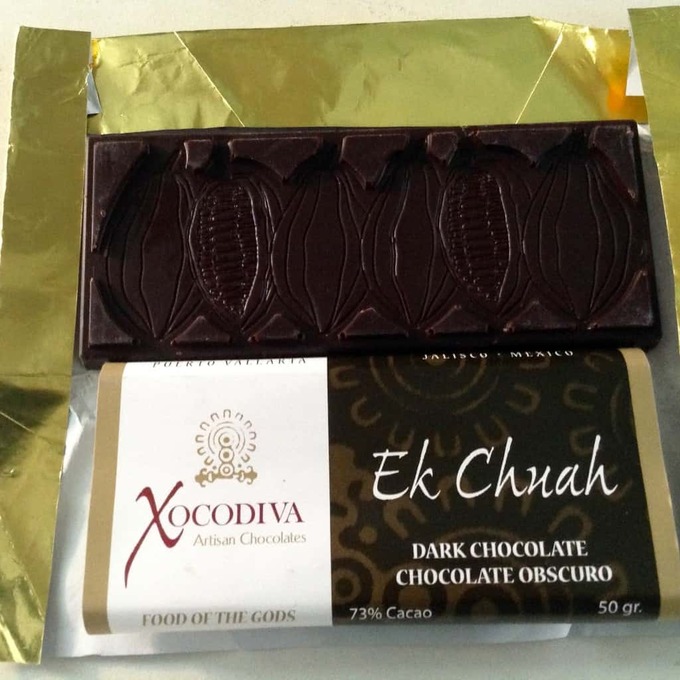 PUERTO VALLARTA
JALISCO - MEXICO
XOCODIVA
Artisan Chocolates
FOOD OF THE GODS
Ek Chuah
DARK CHOCOLATE
CHOCOLATE OBSCURO
73% Cacao
50 gr.